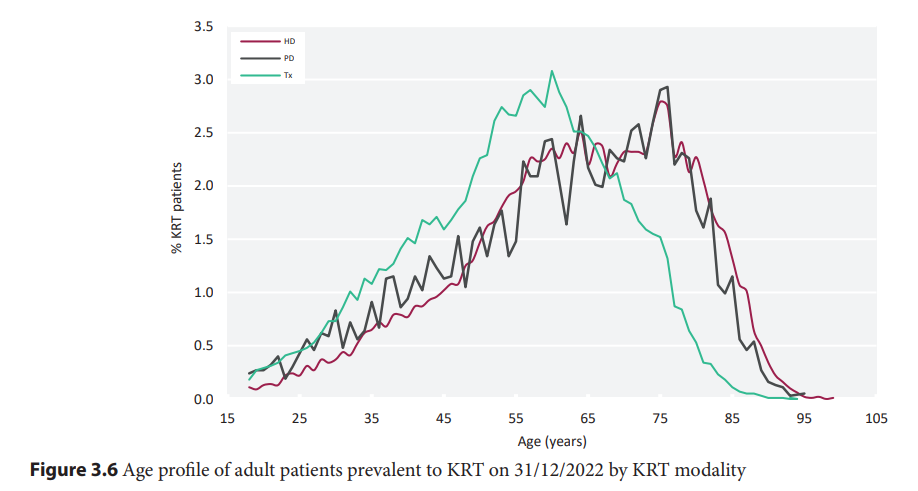 3.5
HD
PD
Tx
3.0
2.5
2.0
1.5
1.0
0.5
0.0
% KRT patients
15 25 35 45 55 65 75 85 95 105
Age (years)
Figure 3.6 Age profile of adult patients prevalent to KRT on 31/12/2022 by KRT modality